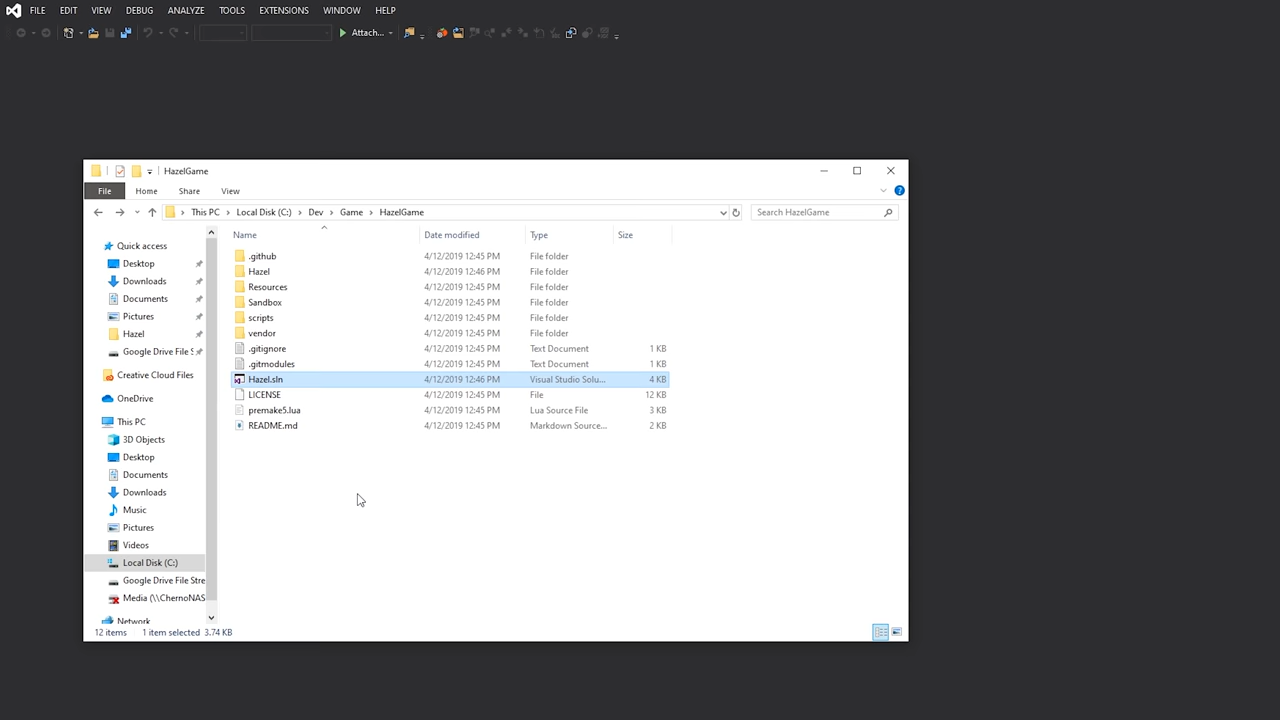 FILE EDIT VIEW DEBUG ANALYZE TOOLS EXTENSIONS WINDOW HELP
Attach...
HazelGame
File Home Share View
This PC Local Disk (C:) Dev Game HazelGame
Search HazelGame
Name Date modified Type Size
Quick access
Desktop
Downloads
Documents
Pictures
Hazel
Google Drive File S
Creative Cloud Files
OneDrive
This PC
3D Objects
Desktop
Documents
Downloads
Music
Pictures
Videos
Local Disk (C:)
Google Drive File Stre
Media (\\ChernoNAS
Network
.github 4/12/2019 12:45 PM File folder
Hazel 4/12/2019 12:46 PM File folder
Resources 4/12/2019 12:45 PM File folder
Sandbox 4/12/2019 12:45 PM File folder
scripts 4/12/2019 12:45 PM File folder
vendor 4/12/2019 12:45 PM File folder
.gitignore 4/12/2019 12:45 PM Text Document 1 KB
.gitmodules 4/12/2019 12:45 PM Text Document 1 KB
Hazel.sln 4/12/2019 12:46 PM Visual Studio Solu... 4 KB
LICENSE 4/12/2019 12:45 PM File 12 KB
premake5.lua 4/12/2019 12:45 PM Lua Source File 3 KB
README.md 4/12/2019 12:45 PM Markdown Source... 2 KB
12 items 1 item selected 3.74 KB